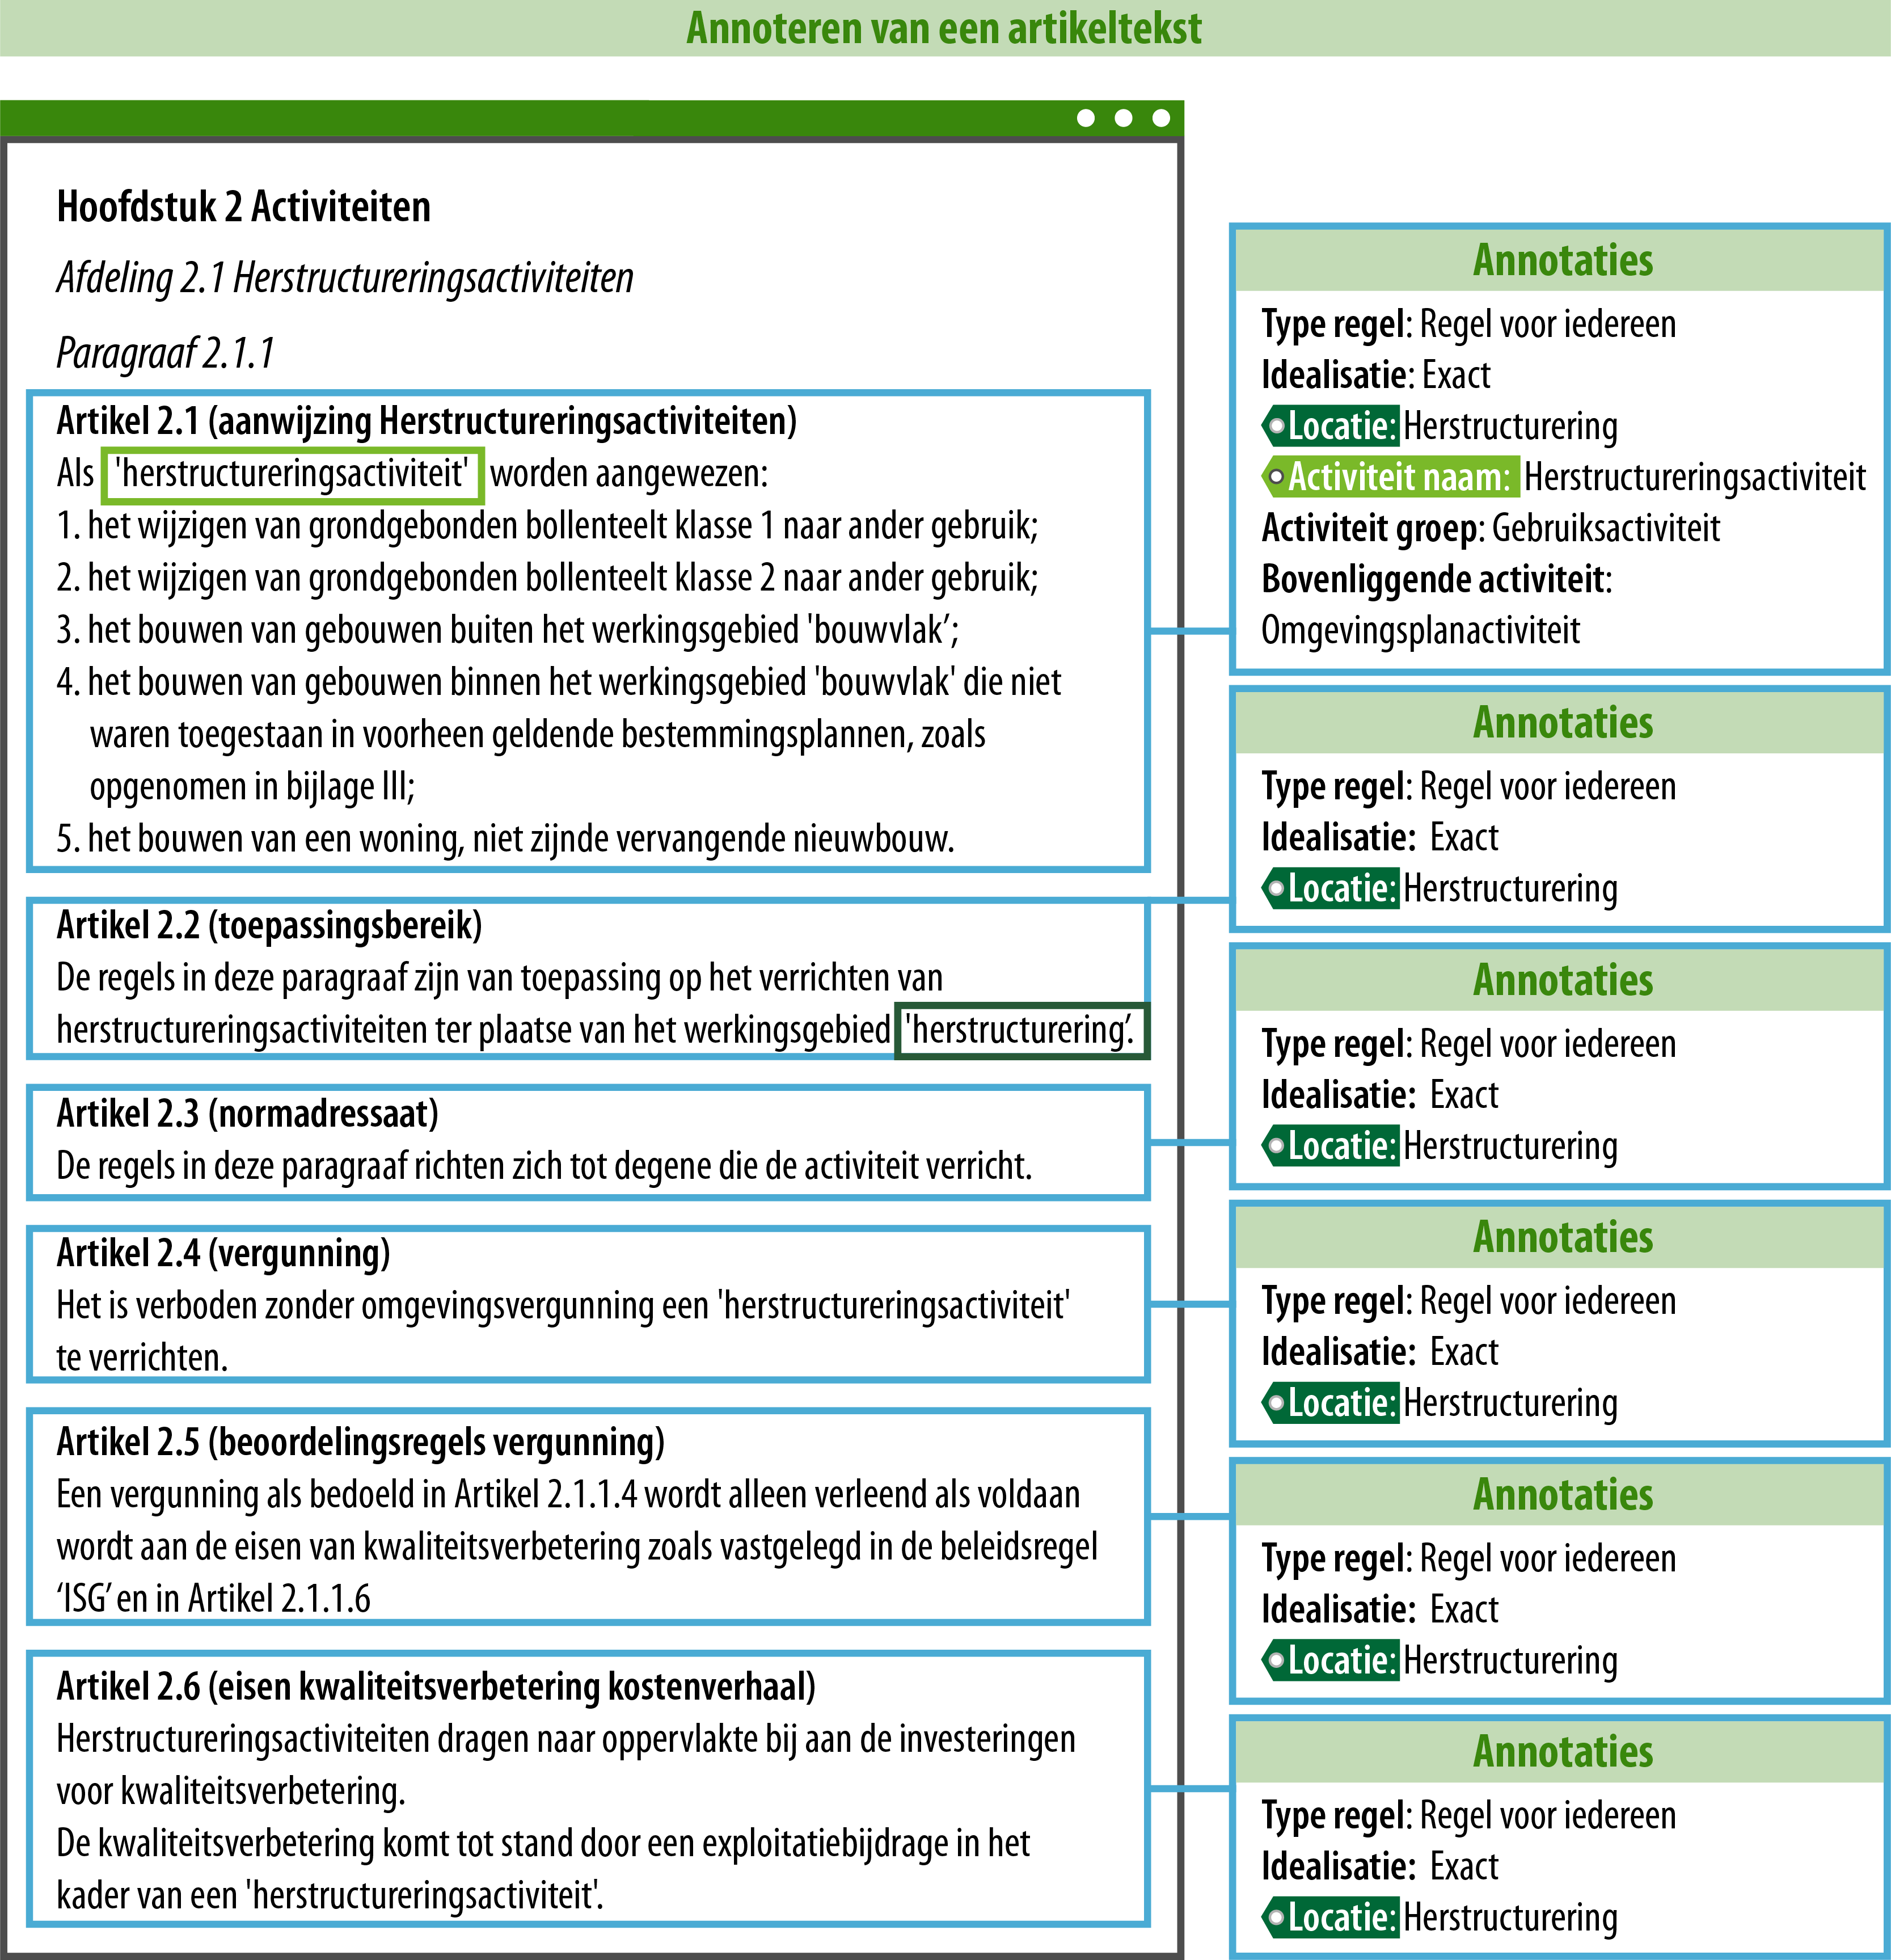 Annoteren van een artikeltekst
Hoofdstuk 2 Activiteiten
Afdeling 2.1 Herstructureringsactiviteiten
Paragraaf 2.1.1
Artikel 2.1 (aanwijzing Herstructureringsactiviteiten)
Als 'herstructureringsactiviteit' worden aangewezen:
1. het wijzigen van grondgebonden bollenteelt klasse 1 naar ander gebruik;
2. het wijzigen van grondgebonden bollenteelt klasse 2 naar ander gebruik;
3. het bouwen van gebouwen buiten het werkingsgebied 'bouwvlak’;
4. het bouwen van gebouwen binnen het werkingsgebied 'bouwvlak' die niet
waren toegestaan in voorheen geldende bestemmingsplannen, zoals
opgenomen in bijlage III;
5. het bouwen van een woning, niet zijnde vervangende nieuwbouw.
Artikel 2.2 (toepassingsbereik)
De regels in deze paragraaf zijn van toepassing op het verrichten van
herstructureringsactiviteiten ter plaatse van het werkingsgebied 'herstructurering’.
Artikel 2.3 (normadressaat)
De regels in deze paragraaf richten zich tot degene die de activiteit verricht.
Artikel 2.4 (vergunning)
Het is verboden zonder omgevingsvergunning een 'herstructureringsactiviteit'
te verrichten.
Artikel 2.5 (beoordelingsregels vergunning)
Een vergunning als bedoeld in Artikel 2.1.1.4 wordt alleen verleend als voldaan
wordt aan de eisen van kwaliteitsverbetering zoals vastgelegd in de beleidsregel
‘ISG’ en in Artikel 2.1.1.6
Artikel 2.6 (eisen kwaliteitsverbetering kostenverhaal)
Herstructureringsactiviteiten dragen naar oppervlakte bij aan de investeringen
voor kwaliteitsverbetering.
De kwaliteitsverbetering komt tot stand door een exploitatiebijdrage in het
kader van een 'herstructureringsactiviteit'.
Annotaties
Type regel: Regel voor iedereen
Idealisatie: Exact
Locatie: Herstructurering
Activiteit naam: Herstructureringsactiviteit
Activiteit groep: Gebruiksactiviteit
Bovenliggende activiteit:
Omgevingsplanactiviteit
Annotaties
Type regel: Regel voor iedereen
Idealisatie: Exact
Locatie: Herstructurering
Annotaties
Type regel: Regel voor iedereen
Idealisatie: Exact
Locatie: Herstructurering
Annotaties
Type regel: Regel voor iedereen
Idealisatie: Exact
Locatie: Herstructurering
Annotaties
Type regel: Regel voor iedereen
Idealisatie: Exact
Locatie: Herstructurering
Annotaties
Type regel: Regel voor iedereen
Idealisatie: Exact
Locatie: Herstructurering